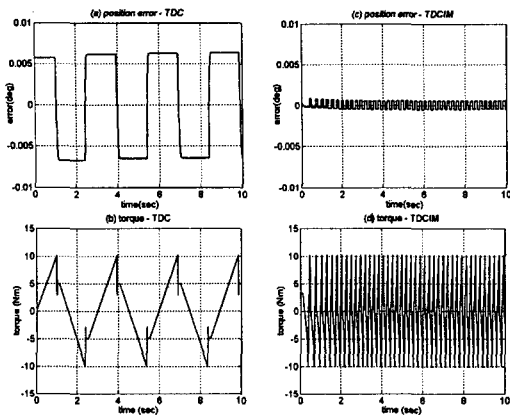 (a) position error - TDC
0.01
0.005
0
-0.005
-0.01
error(deg)
0 2 4 6 8 10
time(sec)
(c) position error - TDCIM
0.01
0.005
0
-0.005
-0.01
error(deg)
0 2 4 6 8 10
time(sec)
(b) torque - TDC
15
10
5
0
-5
-10
-15
torque (Nm)
0 2 4 6 8 10
time (sec)
(d) torque - TDCIM
15
10
5
0
-5
-10
-15
torque (Nm)
0 2 4 6 8 10
time (sec)